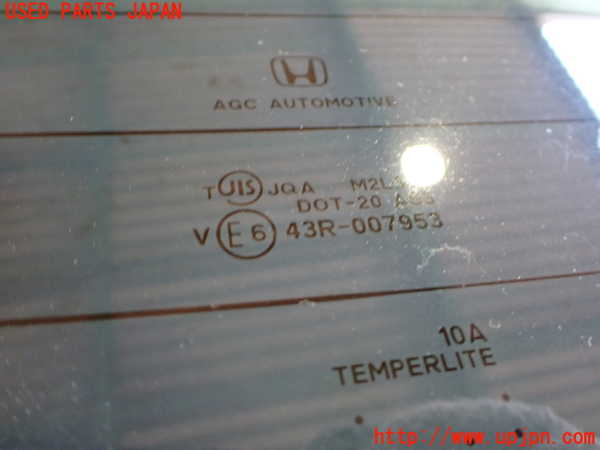 USED PARTS JAPAN
AGC AUTOMOTIVE
T JIS JQA
DOT-20
V E6 43R-007953
10A
TEMPERLITE
http://www.upjpn.com/